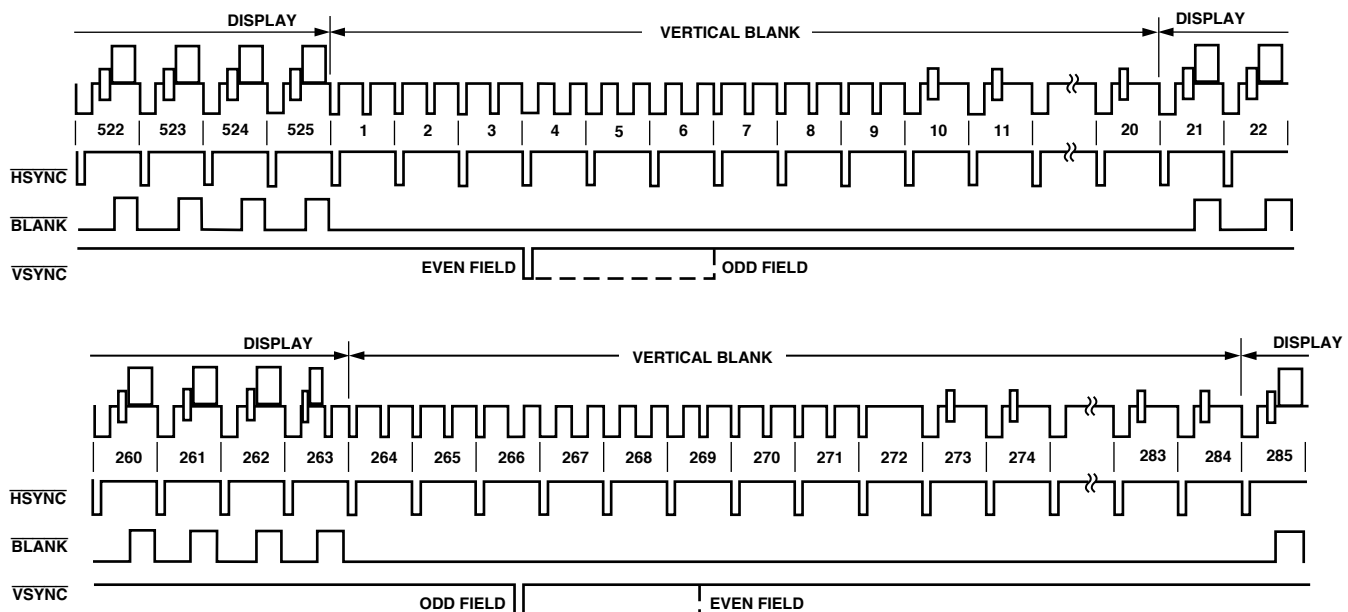 DISPLAY VERTICAL BLANK DISPLAY
522 523 524 525 1 2 3 4 5 6 7 8 9 10 11 20 21 22
HSYNC
BLANK
EVEN FIELD ODD FIELD
VSYNC
DISPLAY VERTICAL BLANK DISPLAY
260 261 262 263 264 265 266 267 268 269 270 271 272 273 274 283 284 285
HSYNC
BLANK
VSYNC
ODD FIELD EVEN FIELD